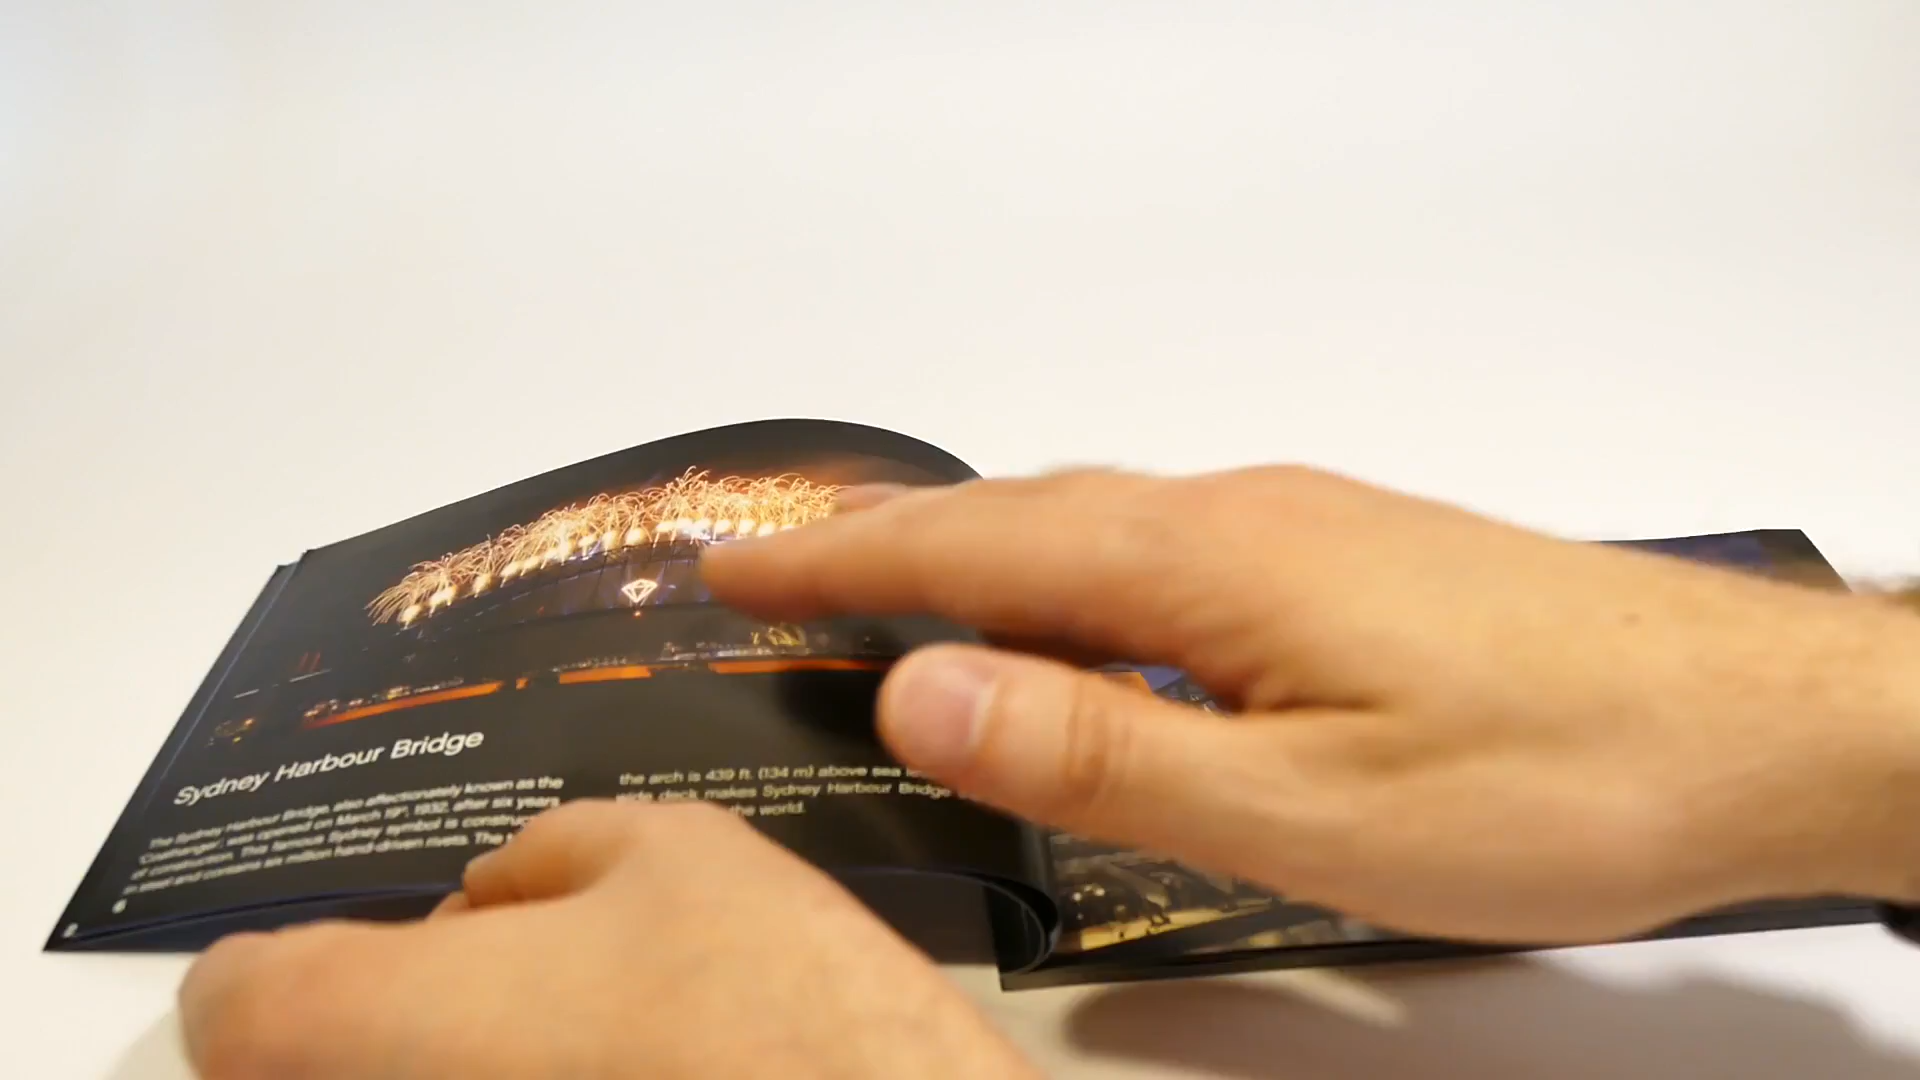 Sydney Harbour Bridge
The Sydney Harbour Bridge, also affectionately known as the
'Coathanger', was opened on March 19th, 1932, after six years
of construction. This famous Sydney symbol is
in steel and contains six million hand-driven rivets. The
the arch is 439 ft. (134 m) above sea
wide deck makes Sydney Harbour Bridge
the world.
6
2